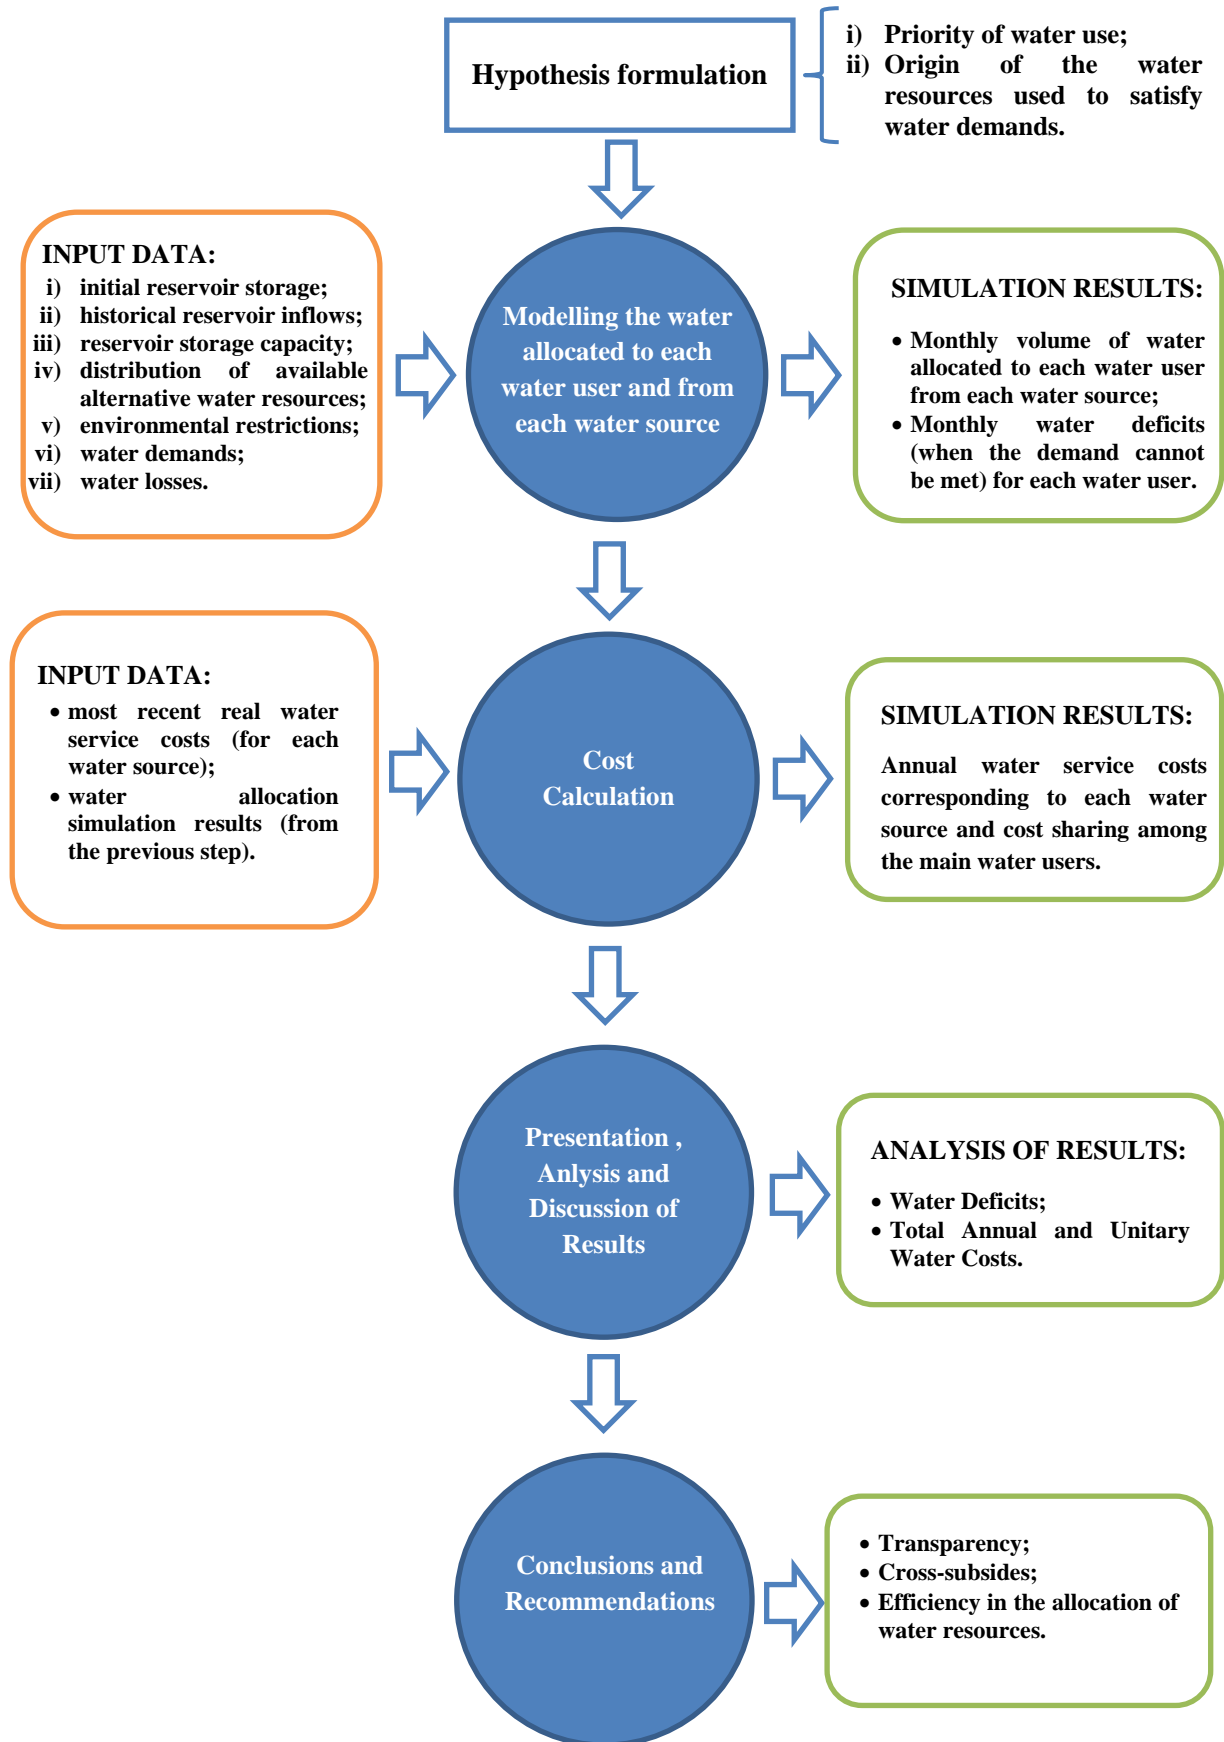 Hypothesis formulation
i) Priority of water use;
ii) Origin of the water
resources used to satisfy
water demands.
INPUT DATA:
i) initial reservoir storage;
ii) historical reservoir inflows;
iii) reservoir storage capacity;
iv) distribution of available
alternative water resources;
v) environmental restrictions;
vi) water demands;
vii) water losses.
Modelling the water
allocated to each
water user and from
each water source
SIMULATION RESULTS:
• Monthly volume of water
allocated to each water user
from each water source;
• Monthly water deficits
(when the demand cannot
be met) for each water user.
INPUT DATA:
• most recent real water
service costs (for each
water source);
• water allocation
simulation results (from
the previous step).
Cost
Calculation
SIMULATION RESULTS:
Annual water service costs
corresponding to each water
source and cost sharing among
the main water users.
Presentation ,
Anlysis and
Discussion of
Results
ANALYSIS OF RESULTS:
• Water Deficits;
• Total Annual and Unitary
Water Costs.
Conclusions and
Recommendations
• Transparency;
• Cross-subsides;
• Efficiency in the allocation of
water resources.